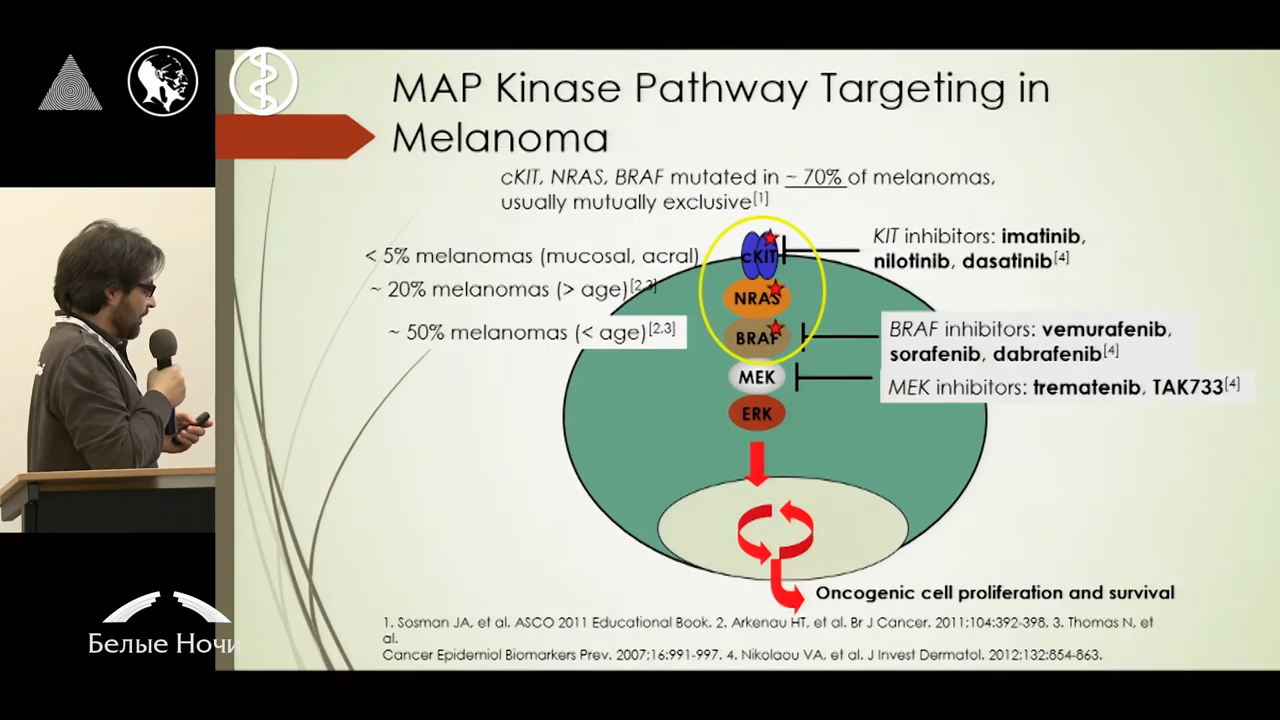 MAP Kinase Pathway Targeting in
Melanoma
cKIT, NRAS, BRAF mutated in ~ 70% of melanomas,
usually mutually exclusive[1]
< 5% melanomas (mucosal, acral)
~ 20% melanomas (> age)[2,3]
~ 50% melanomas (< age)[2,3]
cKIT
NRAS
BRAF
MEK
ERK
KIT inhibitors: imatinib,
nilotinib, dasatinib[4]
BRAF inhibitors: vemurafenib,
sorafenib, dabrafenib[4]
MEK inhibitors: trematenib, TAK733[4]
Oncogenic cell proliferation and survival
1. Sosman JA, et al. ASCO 2011 Educational Book. 2. Arkenau HT, et al. Br J Cancer. 2011;104:392-398. 3. Thomas N, et
al.
Cancer Epidemiol Biomarkers Prev. 2007;16:991-997. 4. Nikolaou VA, et al. J Invest Dermatol. 2012;132:854-863.
Белые Ночи